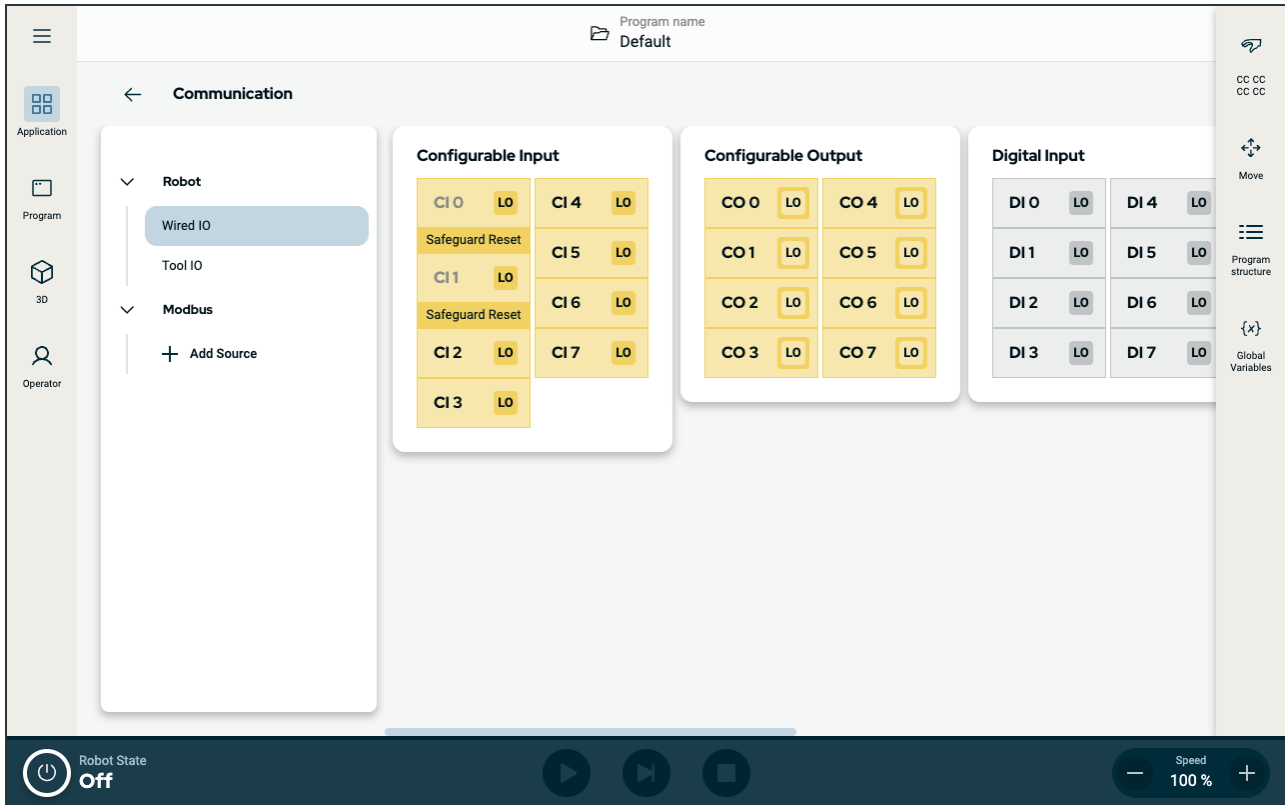 Program name
Default
Application
Program
3D
Operator
Communication
Robot
Wired IO
Tool IO
Modbus
Add Source
Configurable Input
CI 0 LO
Safeguard Reset
CI 1 LO
Safeguard Reset
CI 2 LO
CI 3 LO
CI 4 LO
CI 5 LO
CI 6 LO
CI 7 LO
Configurable Output
CO 0 LO
CO 1 LO
CO 2 LO
CO 3 LO
CO 4 LO
CO 5 LO
CO 6 LO
CO 7 LO
Digital Input
DI 0 LO
DI 1 LO
DI 2 LO
DI 3 LO
DI 4 LO
DI 5 LO
DI 6 LO
DI 7 LO
CC CC
CC CC
Move
Program
structure
{x}
Global
Variables
Robot State
Off
Speed
100 %